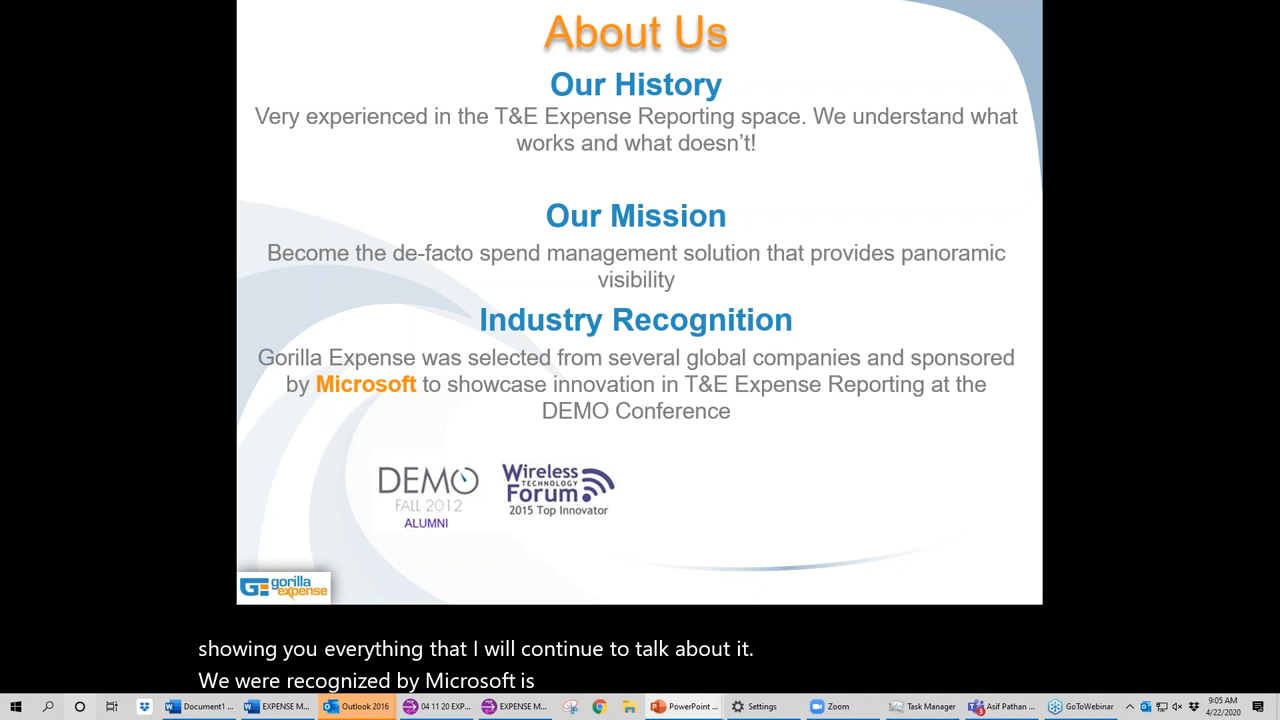 About Us
Our History
Very experienced in the T&E Expense Reporting space. We understand what
works and what doesn’t!
Our Mission
Become the de-facto spend management solution that provides panoramic
visibility
Industry Recognition
Gorilla Expense was selected from several global companies and sponsored
by Microsoft to showcase innovation in T&E Expense Reporting at the
DEMO Conference
DEMO
FALL 2012
ALUMNI
Wireless
TECHNOLOGY
Forum
2015 Top Innovator
GE gorilla
expense
showing you everything that I will continue to talk about it.
We were recognized by Microsoft is
Document1 ...
EXPENSE M...
Outlook 2016
04 11 20 EXP...
EXPENSE M...
PowerPoint ...
Settings
Zoom
Task Manager
3
Asif Pathan ...
GoToWebinar
9:05 AM
4/22/2020